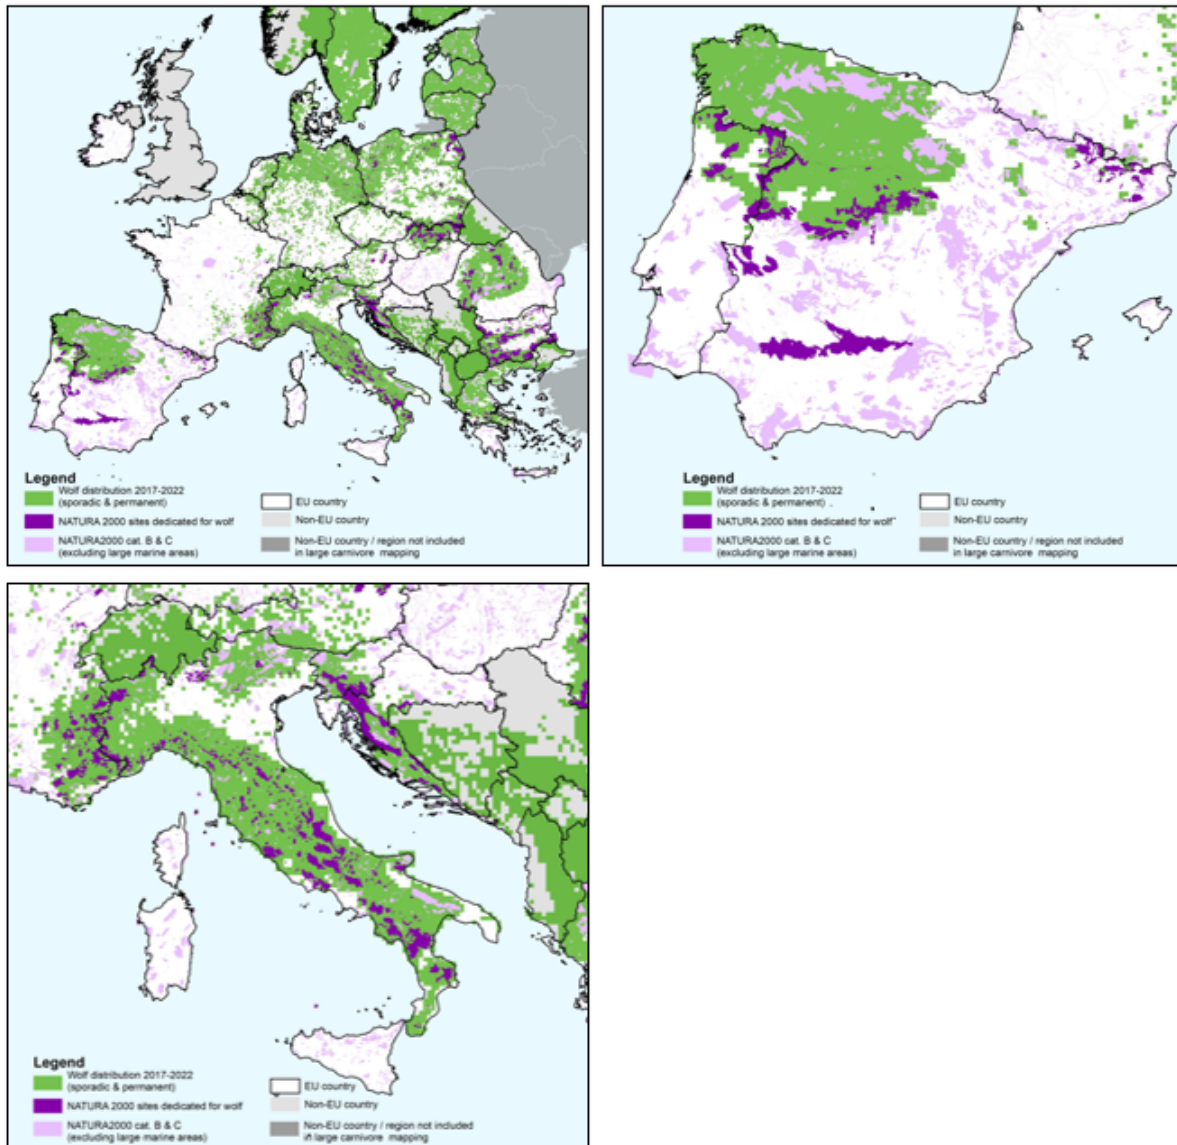 Legend
Wolf distribution 2017-2022
(sporadic & permanent)
NATURA 2000 sites dedicated for wolf
NATURA2000 cat. B & C
(excluding large marine areas)
EU country
Non-EU country
Non-EU country / region not included
in large carnivore mapping
Legend
Wolf distribution 2017-2022
(sporadic & permanent)
NATURA 2000 sites dedicated for wolf
NATURA2000 cat. B & C
(excluding large marine areas)
EU country
Non-EU country
Non-EU country / region not included
in large carnivore mapping
Legend
Wolf distribution 2017-2022
(sporadic & permanent)
NATURA 2000 sites dedicated for wolf
NATURA2000 cat. B & C
(excluding large marine areas)
EU country
Non-EU country
Non-EU country / region not included
in large carnivore mapping